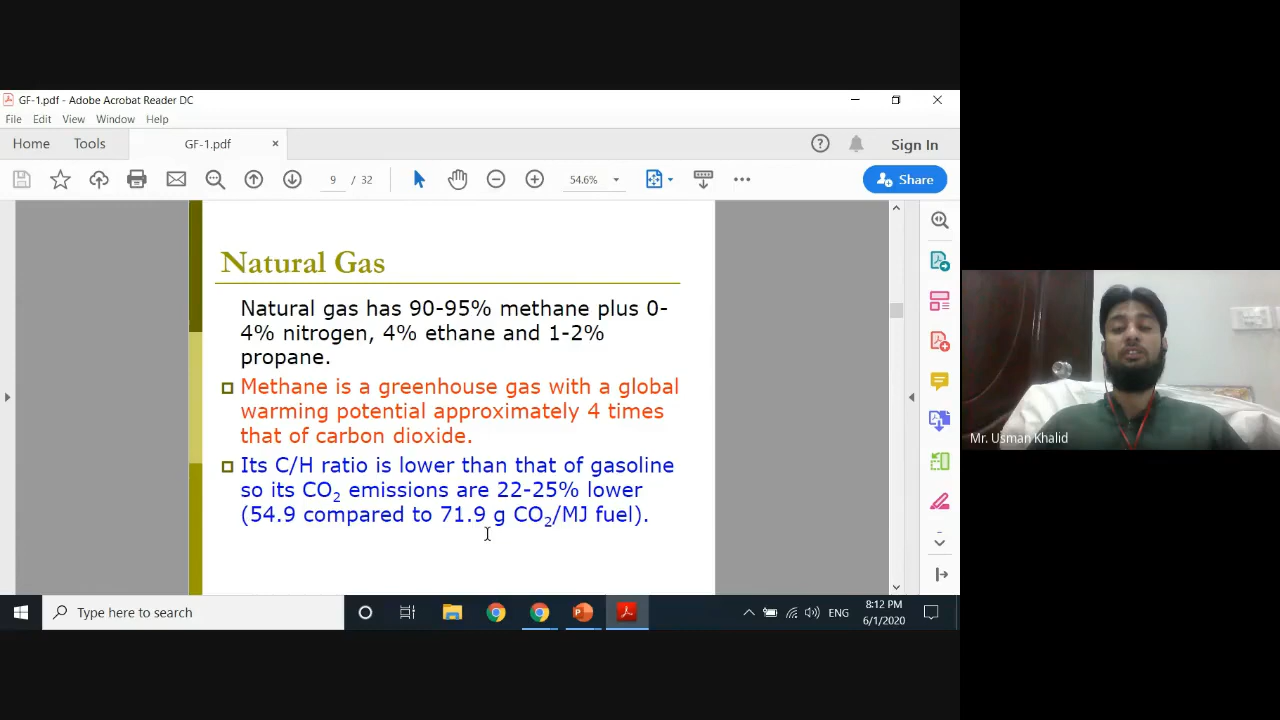 GF-1.pdf - Adobe Acrobat Reader DC
File Edit View Window Help
Home Tools GF-1.pdf × Sign In
9 / 32 54.6% Share
Natural Gas
Natural gas has 90-95% methane plus 0-
4% nitrogen, 4% ethane and 1-2%
propane.
Methane is a greenhouse gas with a global
warming potential approximately 4 times
that of carbon dioxide.
Its C/H ratio is lower than that of gasoline
so its CO2 emissions are 22-25% lower
(54.9 compared to 71.9 g CO2/MJ fuel).
Mr. Usman Khalid
Type here to search
ENG
8:12 PM
6/1/2020